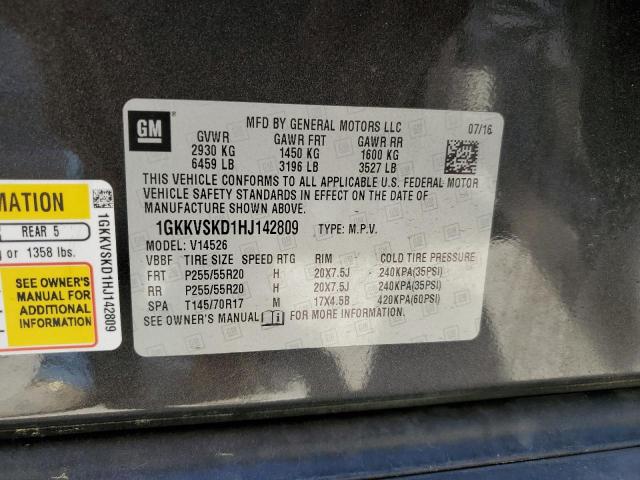 GM
MFD BY GENERAL MOTORS LLC 07/16
GVWR GAWR FRT GAWR RR
2930 KG 1450 KG 1600 KG
6459 LB 3196 LB 3527 LB
THIS VEHICLE CONFORMS TO ALL APPLICABLE U.S. FEDERAL MOTOR
VEHICLE SAFETY STANDARDS IN EFFECT ON THE DATE OF
MANUFACTURE SHOWN ABOVE.
1GKKVSKD1HJ142809 TYPE: M.P.V.
MODEL: V14526
VBBF TIRE SIZE SPEED RTG RIM COLD TIRE PRESSURE
FRT P255/55R20 H 20X7.5J 240KPA(35PSI)
RR P255/55R20 H 20X7.5J 240KPA(35PSI)
SPA T145/70R17 M 17X4.5B 420KPA(60PSI)
SEE OWNER'S MANUAL FOR MORE INFORMATION.
MATION
REAR 5
or 1358 lbs.
SEE OWNER'S
MANUAL FOR
ADDITIONAL
INFORMATION
1GKKVSKD1HJ142809